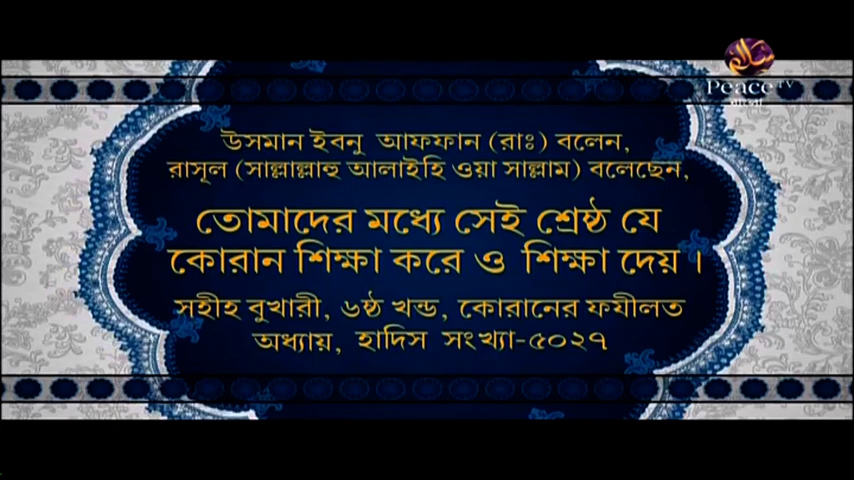 Peace TV
বাংলা
উসমান ইবনু আফফান (রাঃ) বলেন,
রাসূল (সাল্লাল্লাহু আলাইহি ওয়া সাল্লাম) বলেছেন,
তোমাদের মধ্যে সেই শ্রেষ্ঠ যে
কোরান শিক্ষা করে ও শিক্ষা দেয় ।
সহীহ বুখারী, ৬ষ্ঠ খন্ড, কোরানের ফযীলত
অধ্যায়, হাদিস সংখ্যা-৫০২৭